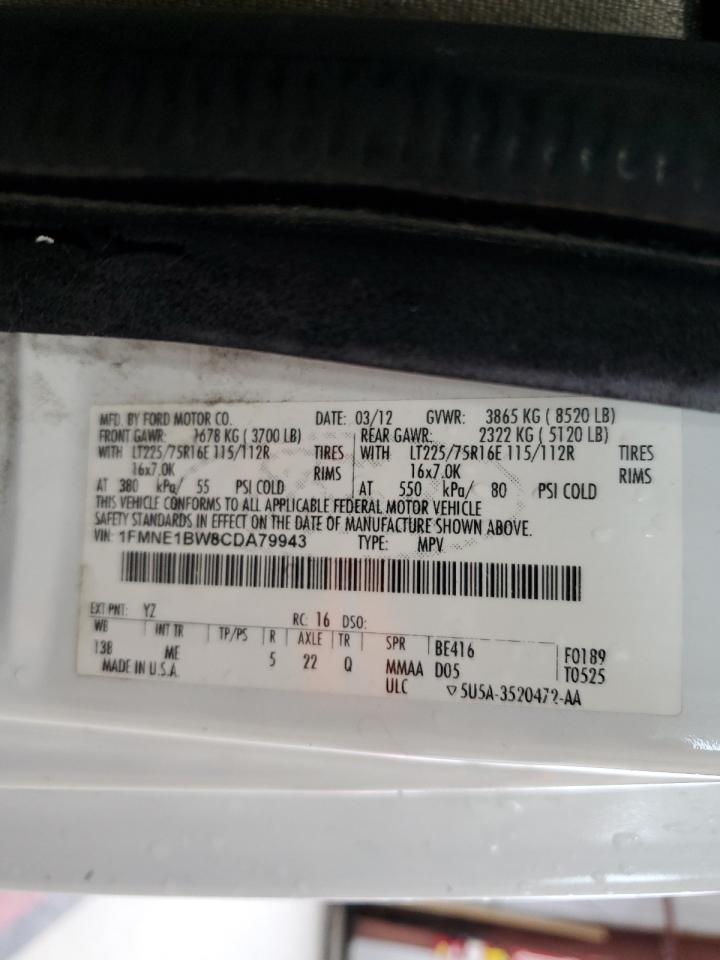 MFD. BY FORD MOTOR CO. DATE: 03/12 GVWR: 3865 KG ( 8520 LB)
FRONT GAWR: 1678 KG ( 3700 LB) REAR GAWR: 2322 KG ( 5120 LB)
WITH LT225/75R16E 115/112R TIRES WITH LT225/75R16E 115/112R TIRES
16x7.0K RIMS 16x7.0K RIMS
AT 380 kPa/ 55 PSI COLD AT 550 kPa/ 80 PSI COLD
THIS VEHICLE CONFORMS TO ALL APPLICABLE FEDERAL MOTOR VEHICLE
SAFETY STANDARDS IN EFFECT ON THE DATE OF MANUFACTURE SHOWN ABOVE.
VIN: 1FMNE1BW8CDA79943 TYPE: MPV
EXT PNT: YZ RC: 16 DSO:
WB INT TR TP/PS R AXLE TR SPR BE416 F0189
138 ME 5 22 Q MMAA D05 T0525
MADE IN U.S.A. ULC ▽5U5A-3520472-AA